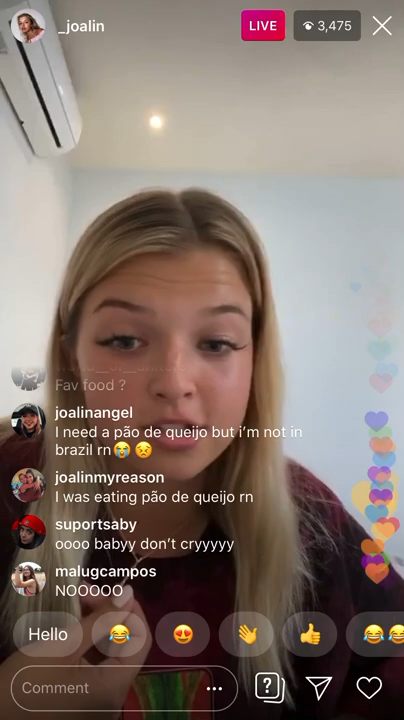 _joalin
LIVE
3,475
Fav food ?
joalinangel
I need a pão de queijo but i’m not in
brazil rn😭😣
joalinmyreason
I was eating pão de queijo rn
suportsaby
oooo babyy don’t cryyyyy
malugcampos
NOOOOO
Hello
Comment